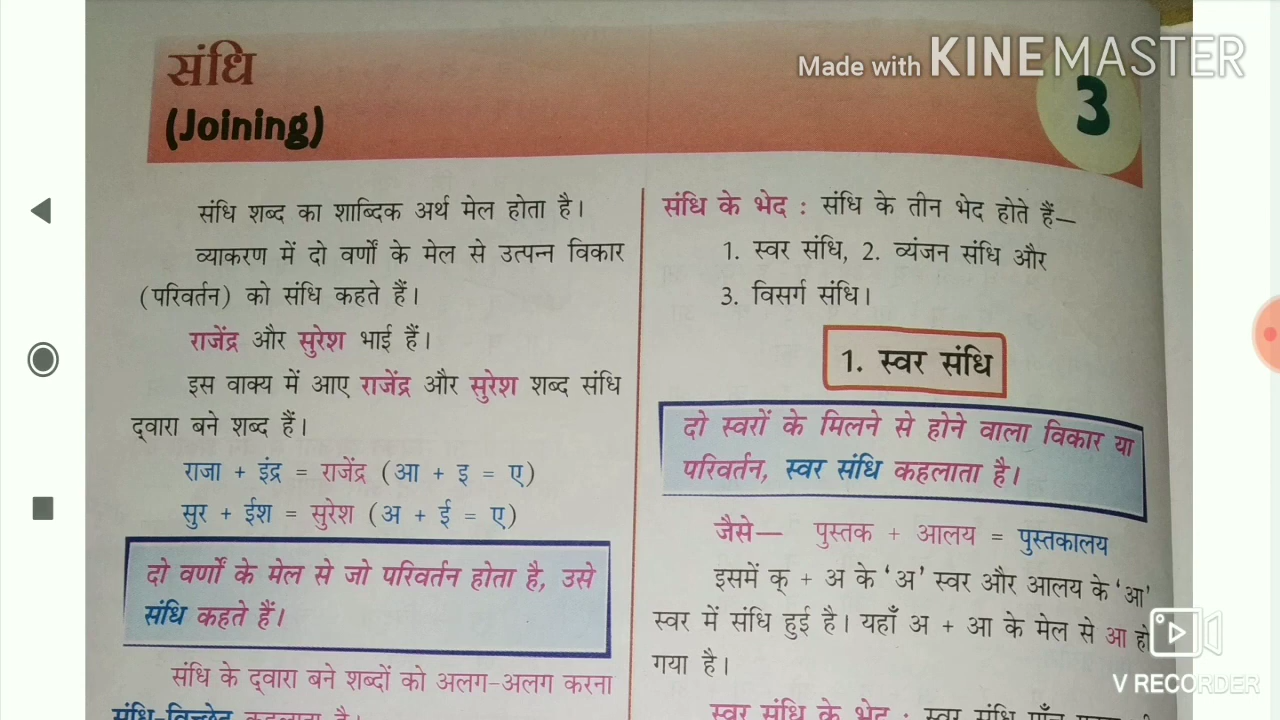 संधि
(Joining)
Made with KINEMASTER
3
संधि शब्द का शाब्दिक अर्थ मेल होता है।
व्याकरण में दो वर्णों के मेल से उत्पन्न विकार
(परिवर्तन) को संधि कहते हैं।
राजेंद्र और सुरेश भाई हैं।
इस वाक्य में आए राजेंद्र और सुरेश शब्द संधि
द्वारा बने शब्द हैं।
राजा + इंद्र = राजेंद्र (आ + इ = ए)
सुर + ईश = सुरेश (अ + ई = ए)
दो वर्णों के मेल से जो परिवर्तन होता है, उसे
संधि कहते हैं।
संधि के द्वारा बने शब्दों को अलग-अलग करना
संधि-विच्छेद कहलाता है।
संधि के भेद : संधि के तीन भेद होते हैं—
1. स्वर संधि, 2. व्यंजन संधि और
3. विसर्ग संधि।
1. स्वर संधि
दो स्वरों के मिलने से होने वाला विकार या
परिवर्तन, स्वर संधि कहलाता है।
जैसे— पुस्तक + आलय = पुस्तकालय
इसमें क् + अ के ‘अ’ स्वर और आलय के ‘आ’
स्वर में संधि हुई है। यहाँ अ + आ के मेल से आ हो
गया है।
स्वर संधि के भेद : स्वर संधि पाँच
V RECORDER